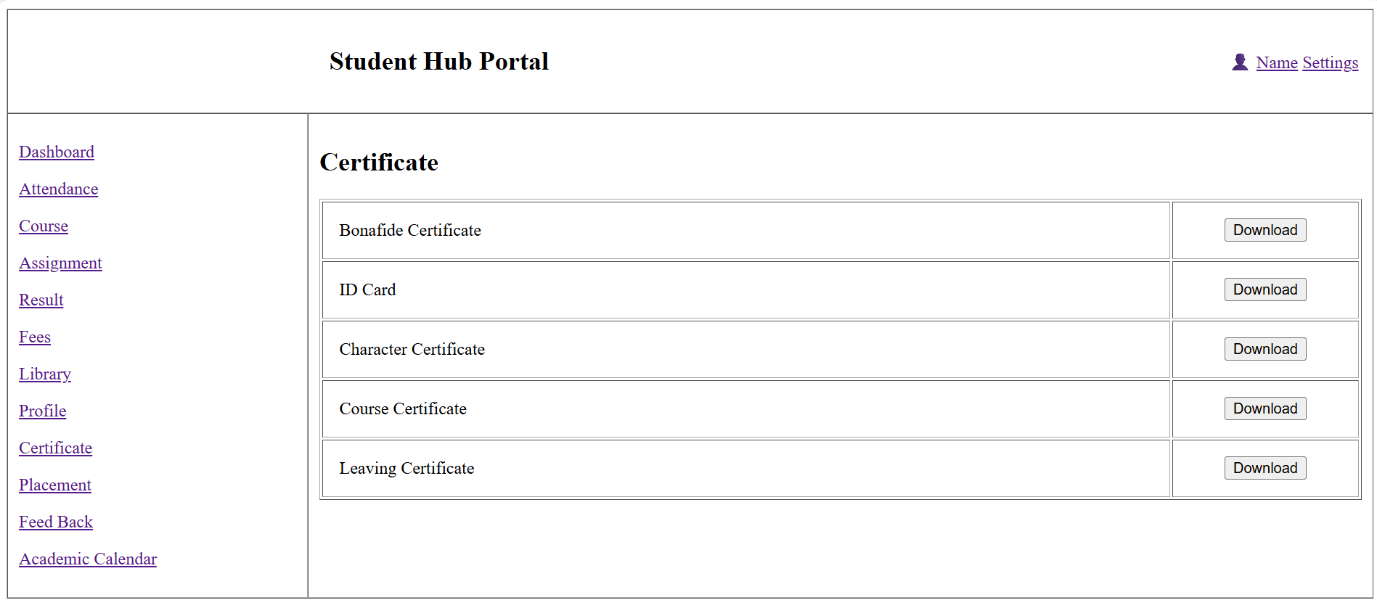 Student Hub Portal
Name Settings
Dashboard
Attendance
Course
Assignment
Result
Fees
Library
Profile
Certificate
Placement
Feed Back
Academic Calendar
Certificate
Bonafide Certificate Download
ID Card Download
Character Certificate Download
Course Certificate Download
Leaving Certificate Download